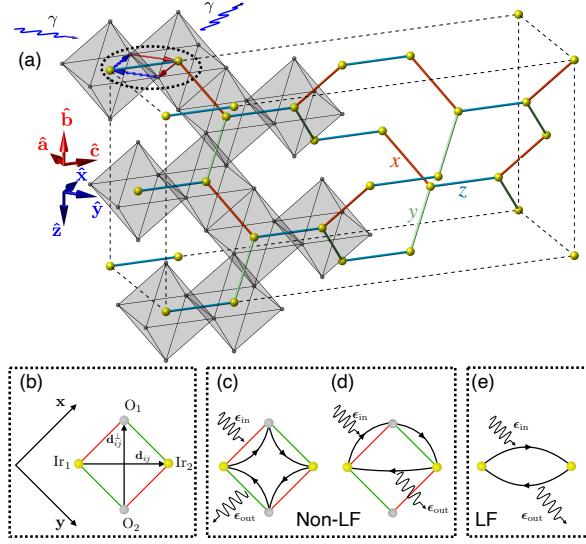 γ
γ
(a)
b̂
â
ĉ
x̂
ŷ
ẑ
x
y
z
(b)
(c)
(d)
(e)
x
O₁
d⊥ij
dij
Ir₁
Ir₂
O₂
y
ϵin
ϵout
ϵin
ϵout
Non-LF
ϵin
ϵout
LF